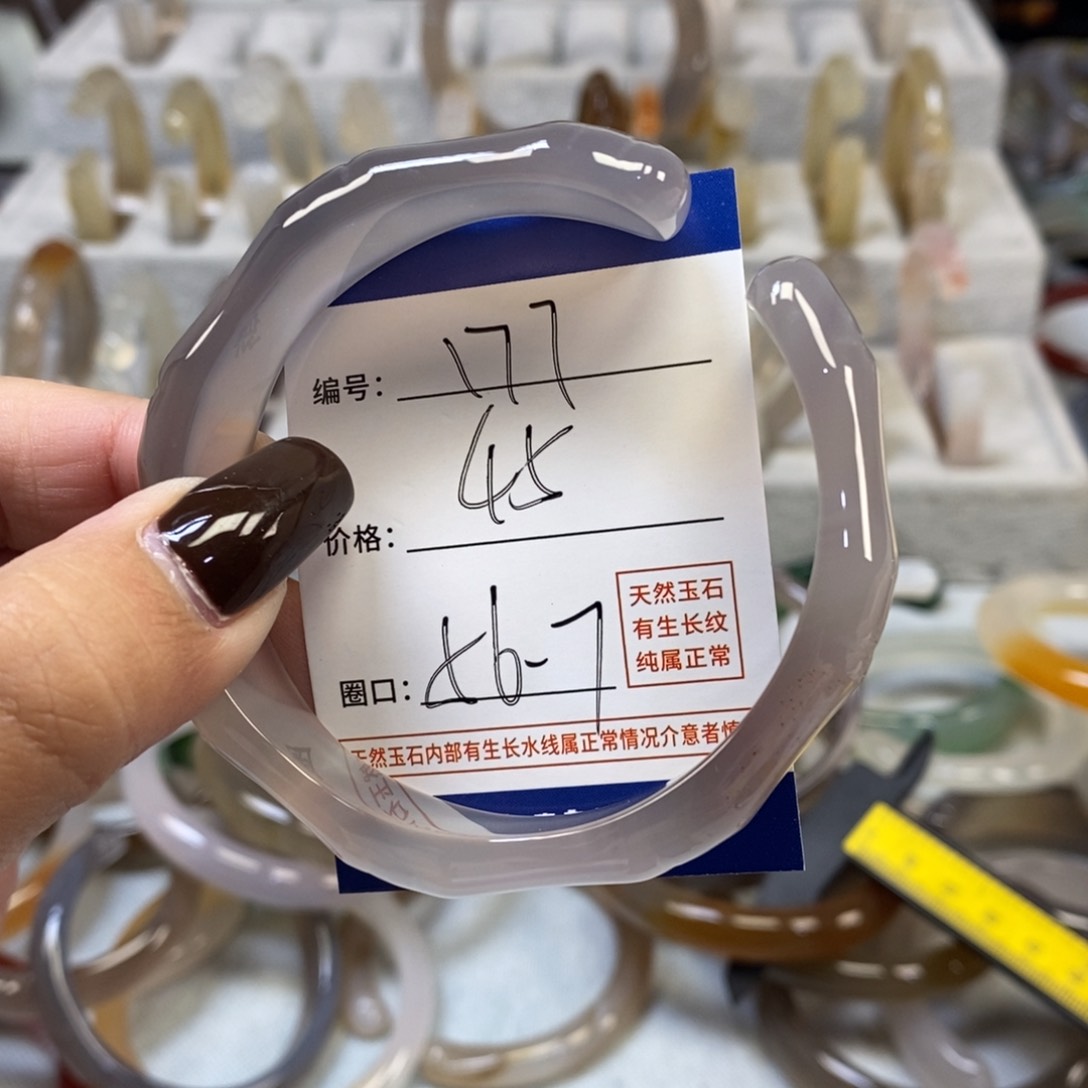 编号： 177
45
价格：
圈口： 56-7
天然玉石
有生长纹
纯属正常
天然玉石内部有生长水线属正常情况介意者慎